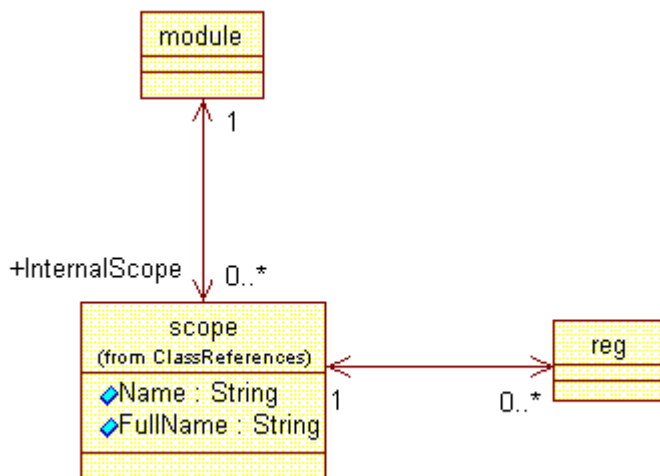 module
1
+InternalScope
0..*
scope
(from ClassReferences)
Name : String
FullName : String
1
0..*
reg